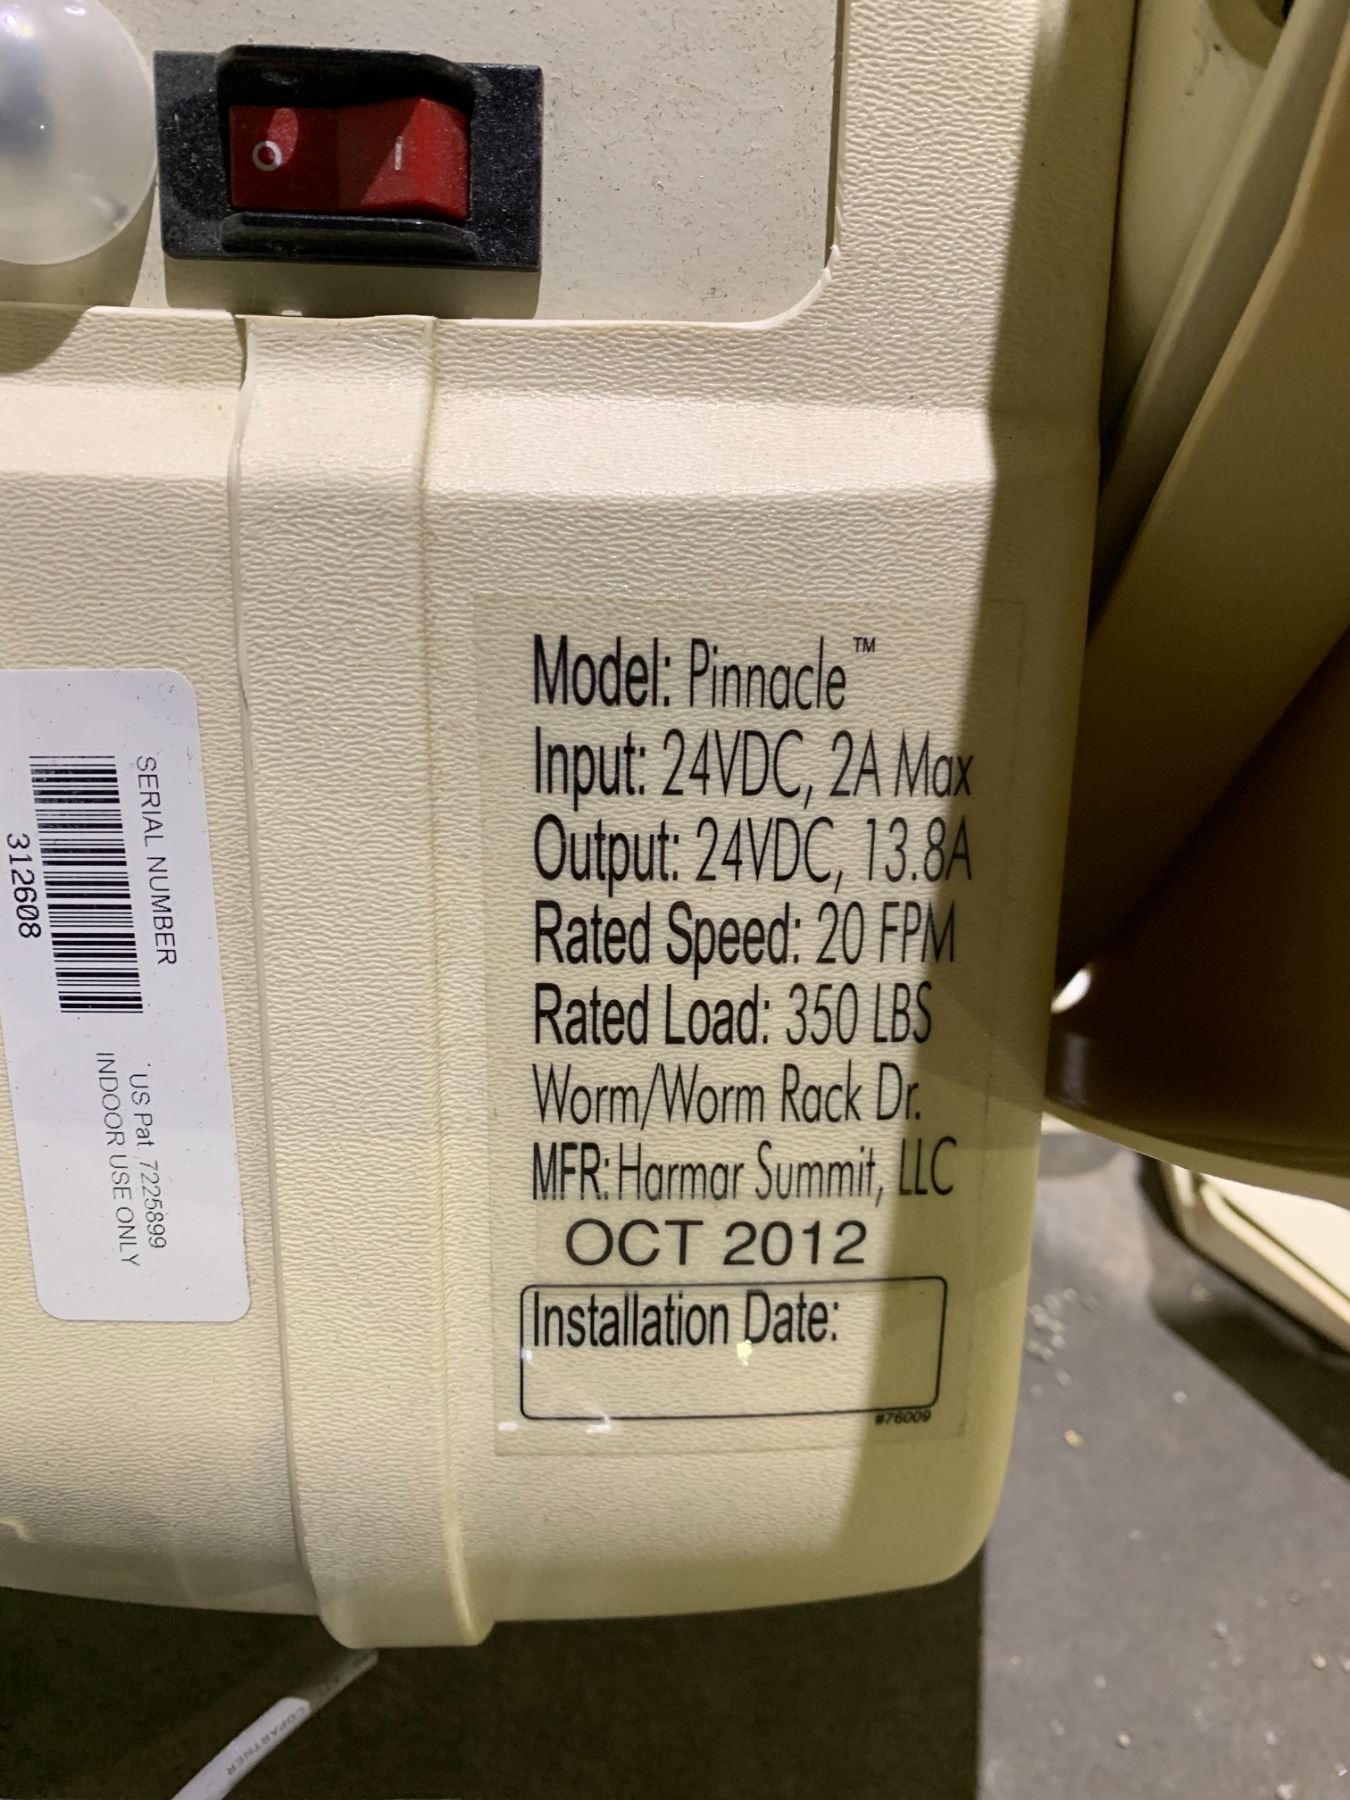 O I
Model: Pinnacle™
Input: 24VDC, 2A Max
Output: 24VDC, 13.8A
Rated Speed: 20 FPM
Rated Load: 350 LBS
Worm/Worm Rack Dr.
MFR: Harmar Summit, LLC
OCT 2012
Installation Date:
#76009
SERIAL NUMBER
312608
US Pat. 7225899
INDOOR USE ONLY
COPARTNER